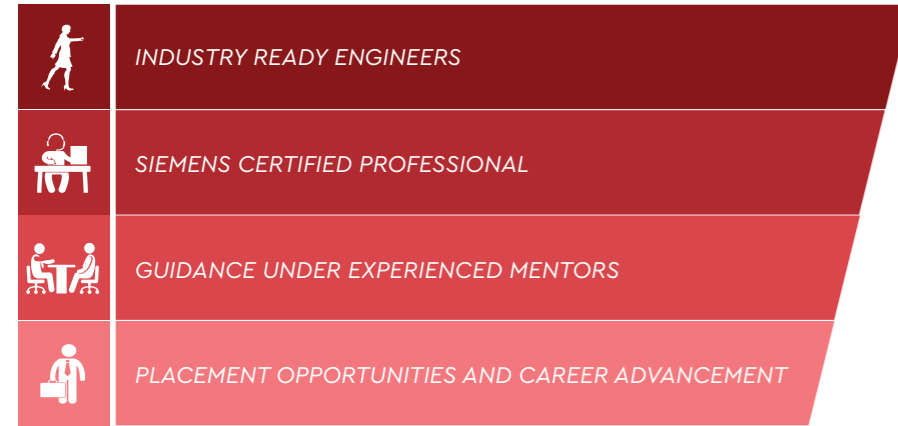 INDUSTRY READY ENGINEERS
SIEMENS CERTIFIED PROFESSIONAL
GUIDANCE UNDER EXPERIENCED MENTORS
PLACEMENT OPPORTUNITIES AND CAREER ADVANCEMENT